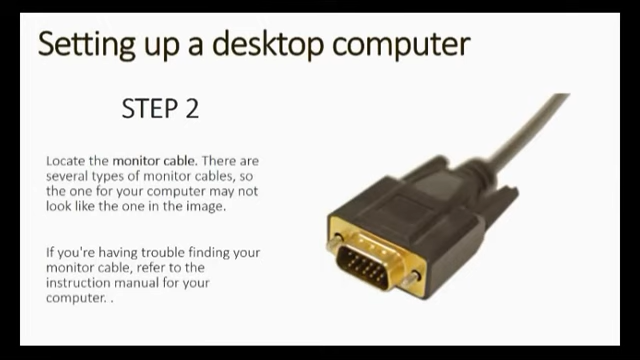 Setting up a desktop computer
STEP 2
Locate the monitor cable. There are
several types of monitor cables, so
the one for your computer may not
look like the one in the image.
If you're having trouble finding your
monitor cable, refer to the
instruction manual for your
computer. .